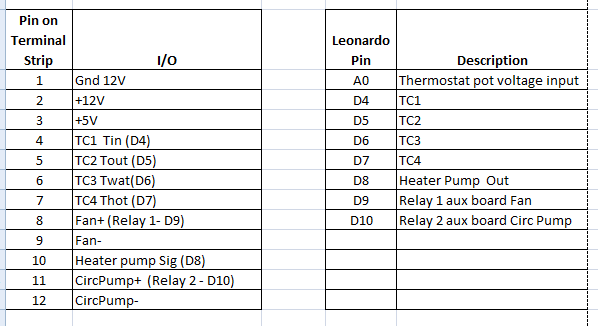 Pin on
Terminal Leonardo
Strip I/O Pin Description
1 Gnd 12V A0 Thermostat pot voltage input
2 +12V D4 TC1
3 +5V D5 TC2
4 TC1 Tin (D4) D6 TC3
5 TC2 Tout (D5) D7 TC4
6 TC3 Twat(D6) D8 Heater Pump Out
7 TC4 Thot (D7) D9 Relay 1 aux board Fan
8 Fan+ (Relay 1- D9) D10 Relay 2 aux board Circ Pump
9 Fan-
10 Heater pump Sig (D8)
11 CircPump+ (Relay 2 - D10)
12 CircPump-